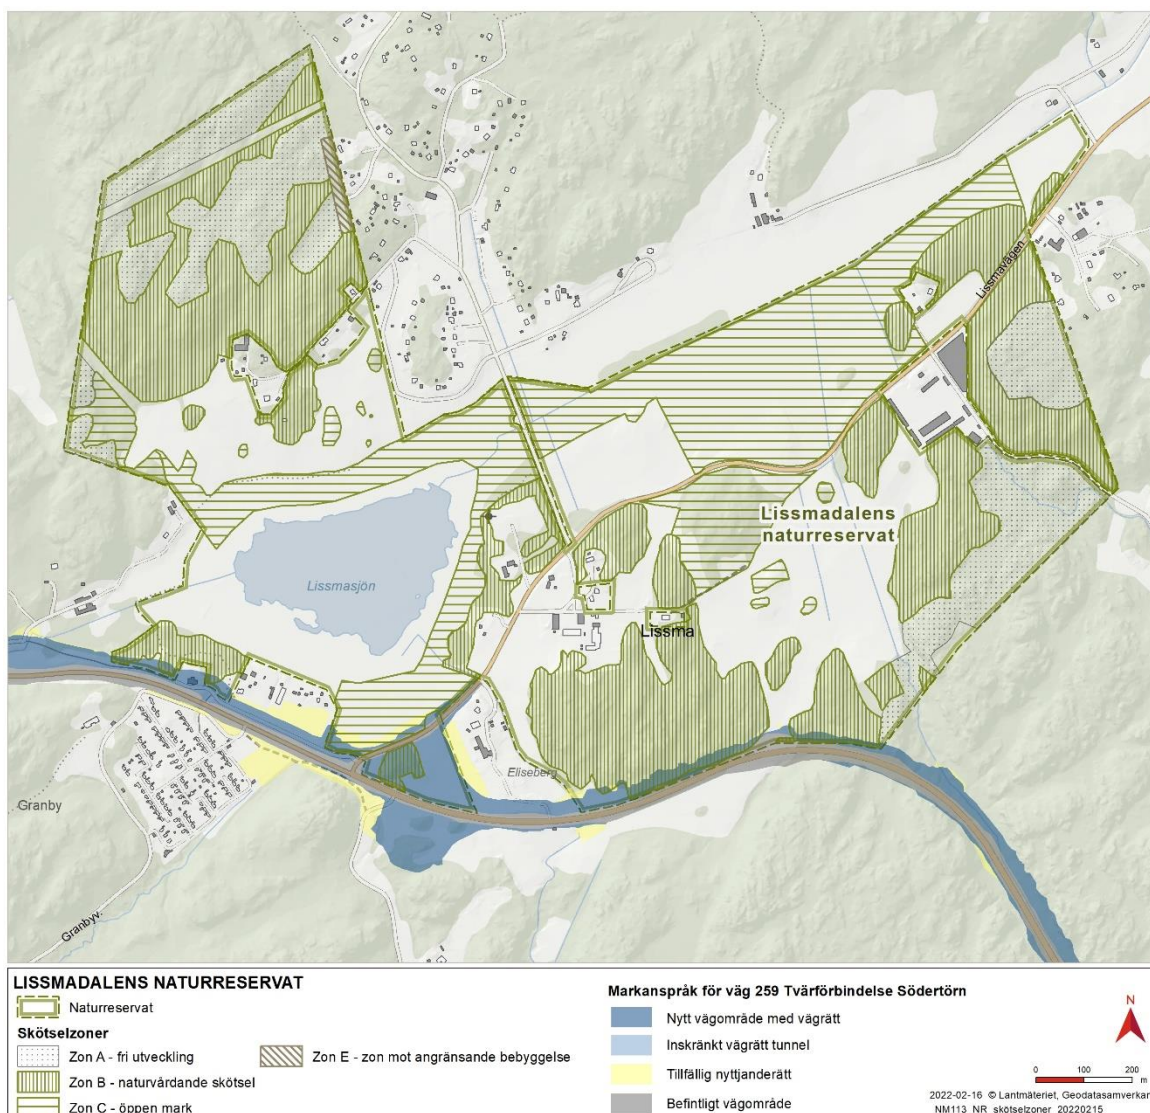 Lissmavägen
Lissmadalens
naturreservat
Lissmasjön
Lissma
Eliseberg
Granby
Granbyv.
LISSMADALENS NATURRESERVAT
Naturreservat
Skötselzoner
Zon A - fri utveckling
Zon E - zon mot angränsande bebyggelse
Zon B - naturvårdande skötsel
Zon C - öppen mark
Markanspråk för väg 259 Tvärförbindelse Södertörn
Nytt vägområde med vägrätt
Inskränkt vägrätt tunnel
Tillfällig nyttjanderätt
Befintligt vägområde
N
0 100 200
m
2022-02-16 © Lantmäteriet, Geodatasamverkan
NM113_NR_skötselzoner_20220215